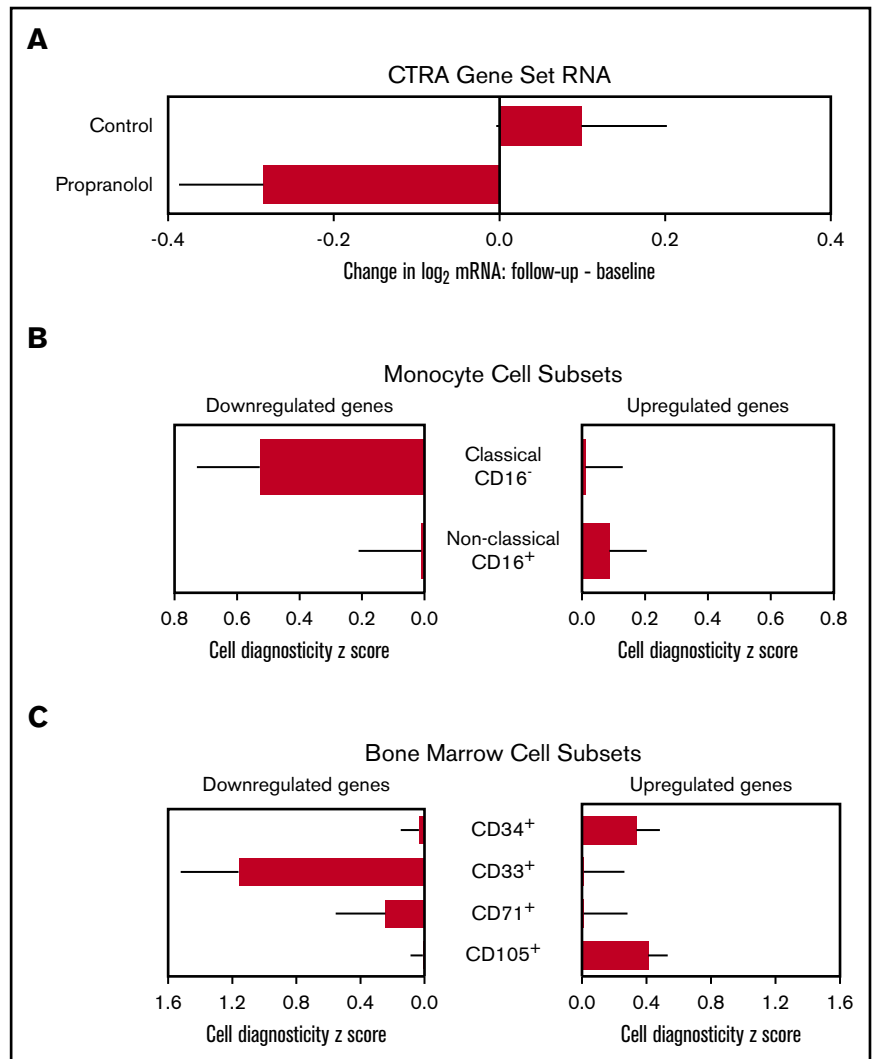 A
CTRA Gene Set RNA
Control
Propranolol
-0.4 -0.2 0.0 0.2 0.4
Change in log₂ mRNA: follow-up - baseline
B
Monocyte Cell Subsets
Downregulated genes
Upregulated genes
Classical
CD16⁻
Non-classical
CD16⁺
0.8 0.6 0.4 0.2 0.0
0.0 0.2 0.4 0.6 0.8
Cell diagnosticity z score
Cell diagnosticity z score
C
Bone Marrow Cell Subsets
Downregulated genes
Upregulated genes
CD34⁺
CD33⁺
CD71⁺
CD105⁺
1.6 1.2 0.8 0.4 0.0
0.0 0.4 0.8 1.2 1.6
Cell diagnosticity z score
Cell diagnosticity z score